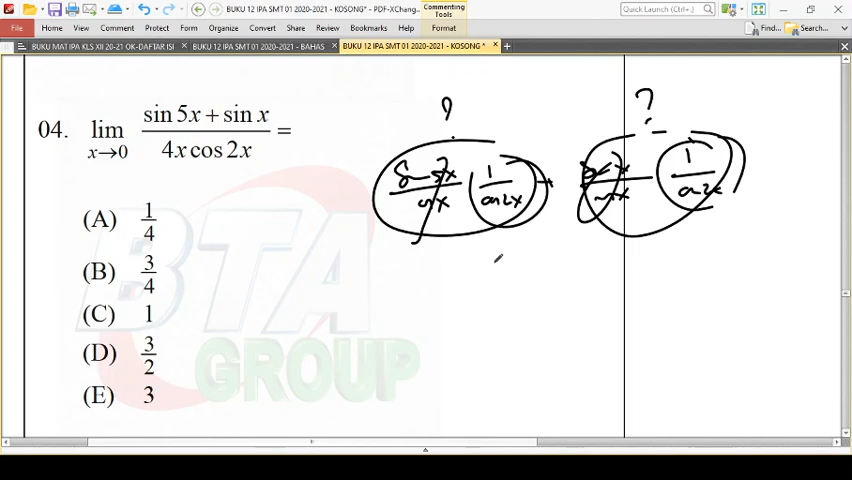 BUKU 12 IPA SMT 01 2020-2021 - KOSONG* - PDF-XChang
Commenting Tools
Quick Launch (Ctrl+.)
File Home View Comment Protect Form Organize Convert Share Review Bookmarks Help Format Find... Search...
BUKU MAT IPA KLS XII 20-21 OK-DAFTAR ISI BUKU 12 IPA SMT 01 2020-2021 - BAHAS BUKU 12 IPA SMT 01 2020-2021 - KOSONG *
04. lim x→0 (sin 5x + sin x) / (4x cos 2x) =
? ?
1 1
(A) 1/4
(B) 3/4
(C) 1
(D) 3/2
(E) 3
BTA
GROUP